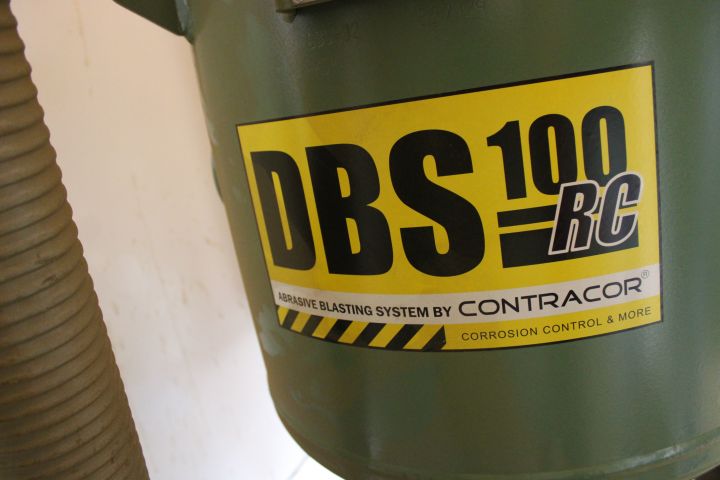 DBS 100
RC
ABRASIVE BLASTING SYSTEM BY CONTRACOR®
CORROSION CONTROL & MORE